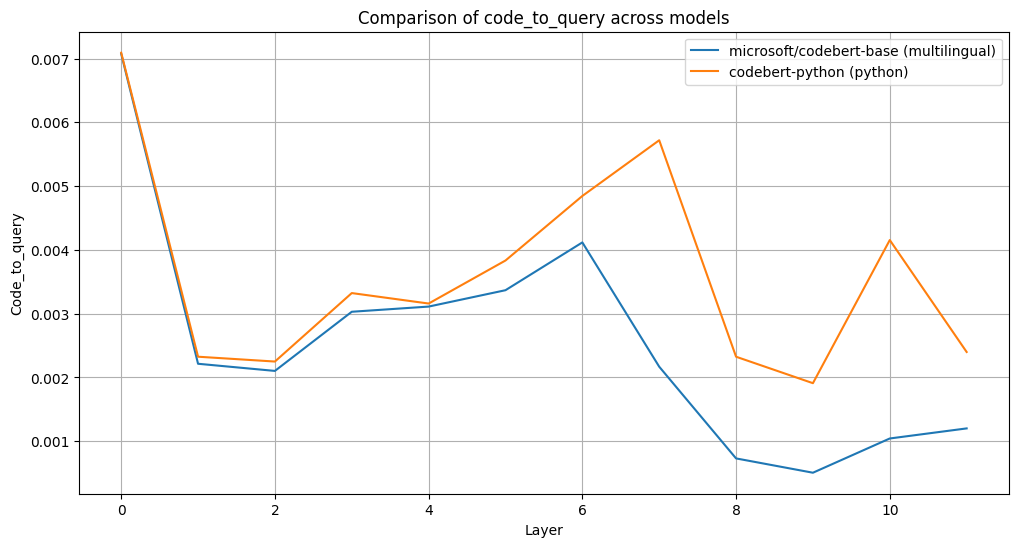 Comparison of code_to_query across models
microsoft/codebert-base (multilingual)
codebert-python (python)
Code_to_query
0.007
0.006
0.005
0.004
0.003
0.002
0.001
0 2 4 6 8 10
Layer